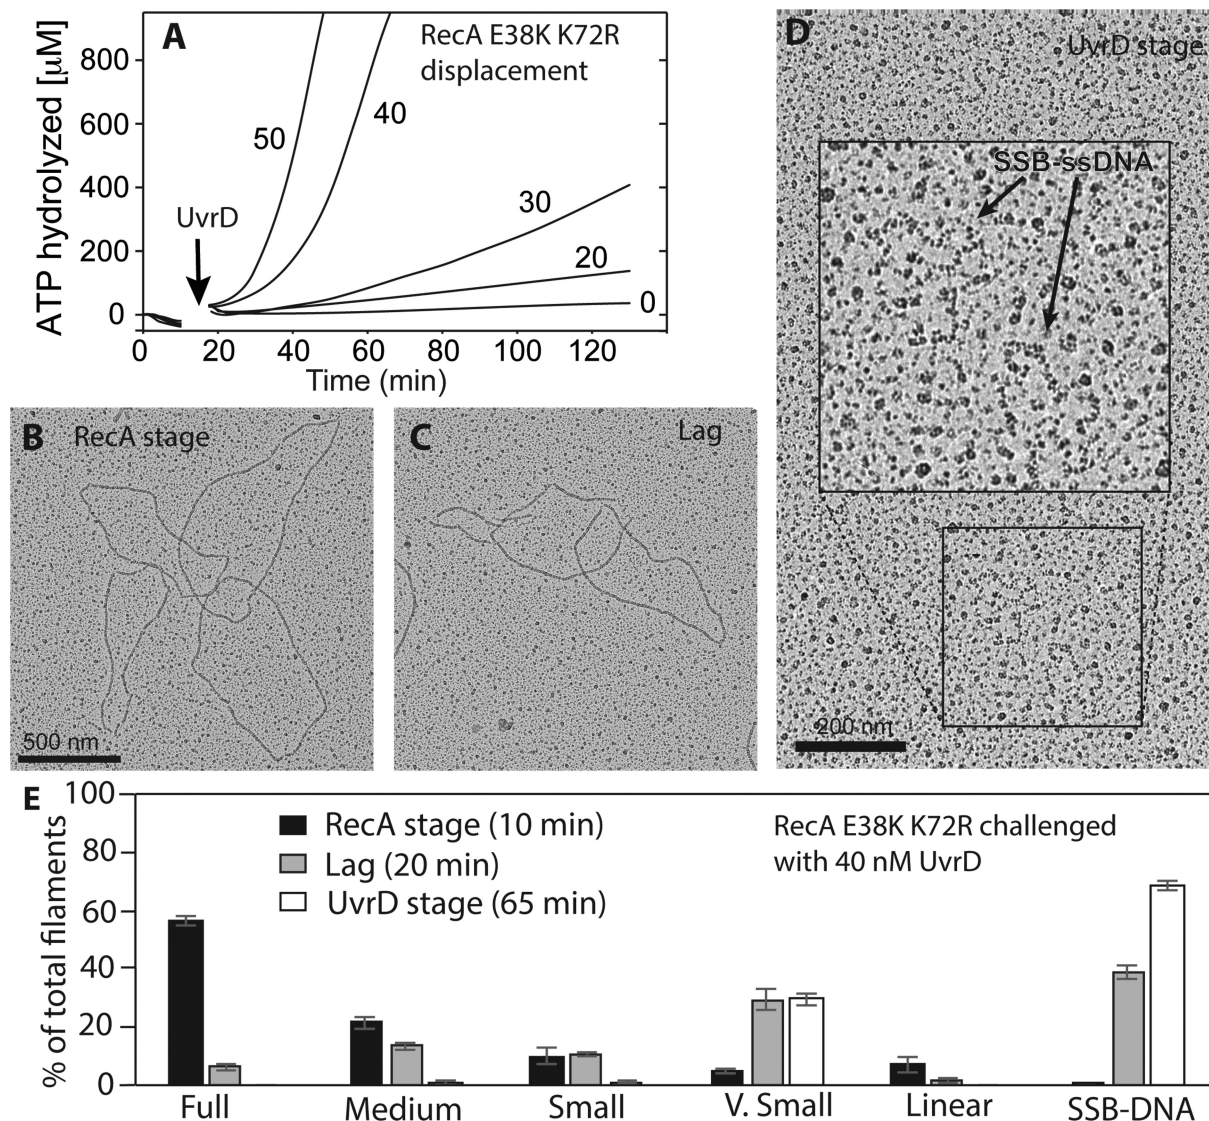 A
RecA E38K K72R
displacement
ATP hydrolyzed [µM]
800
600
400
200
0
UvrD
50
40
30
20
0
0
20
40
60
80
100
120
140
Time (min)
B
RecA stage
500 nm
C
Lag
D
UvrD stage
SSB-ssDNA
200 nm
E
% of total filaments
100
80
60
40
20
0
RecA stage (10 min)
Lag (20 min)
UvrD stage (65 min)
RecA E38K K72R challenged
with 40 nM UvrD
Full
Medium
Small
V. Small
Linear
SSB-DNA